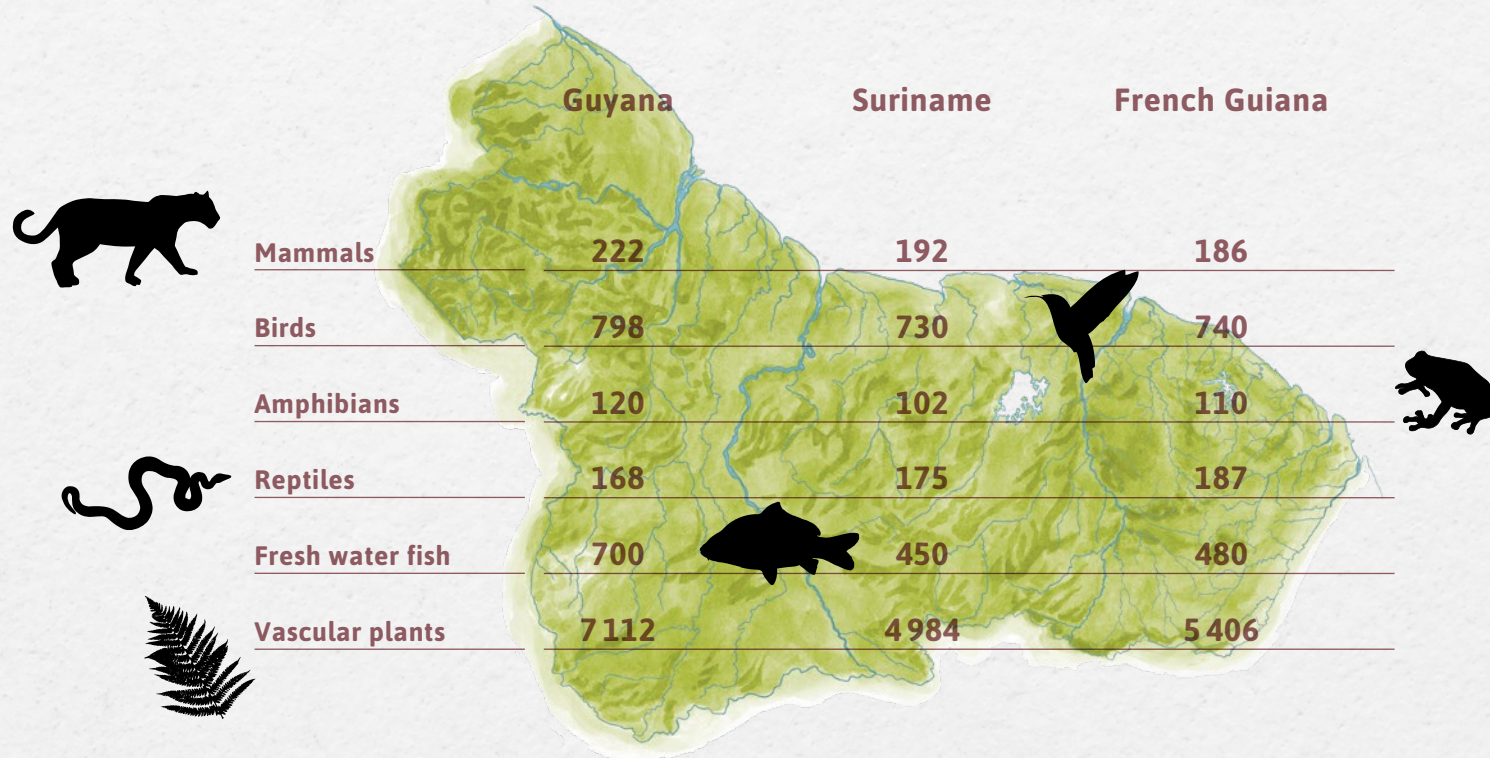 Guyana Suriname French Guiana
Mammals 222 192 186
Birds 798 730 740
Amphibians 120 102 110
Reptiles 168 175 187
Fresh water fish 700 450 480
Vascular plants 7 112 4 984 5 406